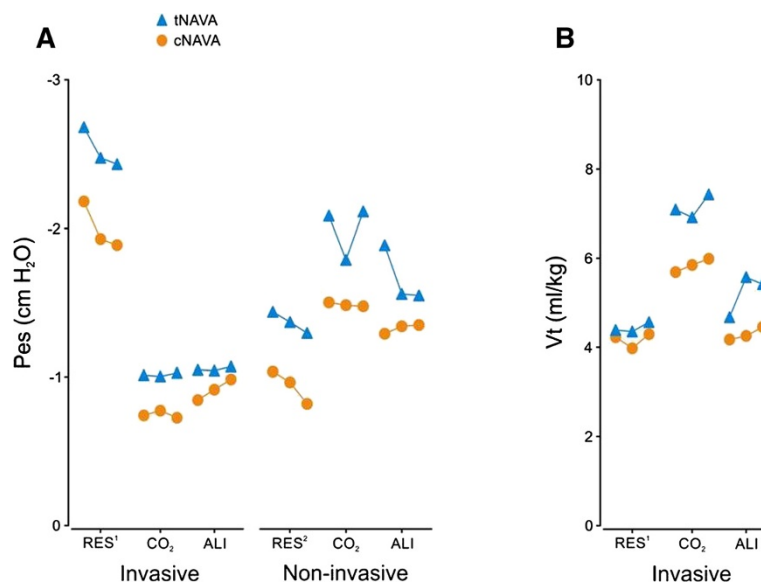 A
tNAVA
cNAVA
B
Pes (cm H₂O)
-3
-2
-1
0
RES¹ CO₂ ALI RES² CO₂ ALI
Invasive Non-invasive
Vt (ml/kg)
10
8
6
4
2
0
RES¹ CO₂ ALI
Invasive